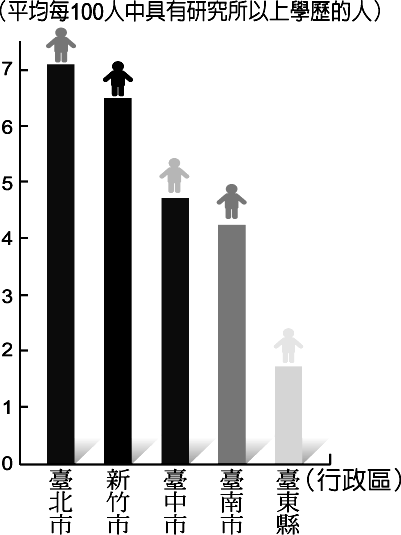 (平均每100人中具有研究所以上學歷的人)
7
6
5
4
3
2
1
0
臺北市
新竹市
臺中市
臺南市
臺東縣
(行政區)